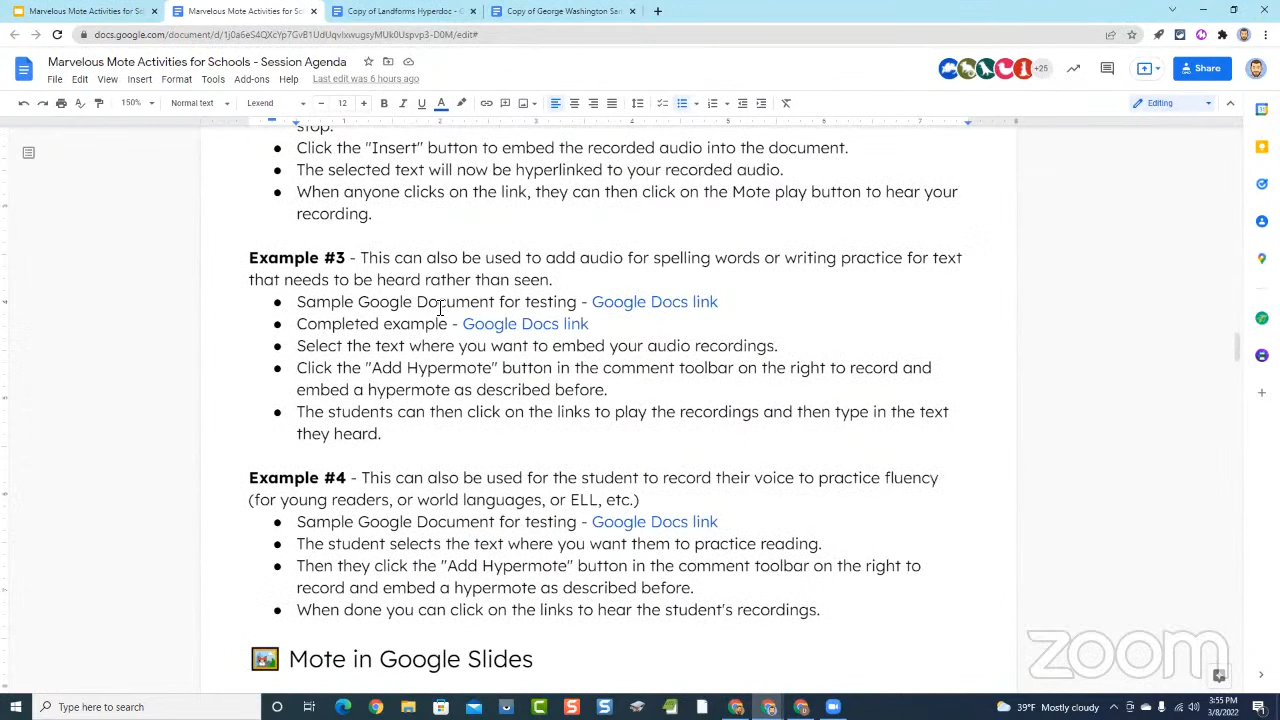 Marvelous Mote Activities for Sc
Marvelous Mote Activities for Sch
Copy of Landforms Hyperdoc - G
Copy of George Washington San
docs.google.com/document/d/1j0a6eS4QXcYp7GvB1UdUqvIxwugsyMUk0Uspvp3-D0M/edit#
Marvelous Mote Activities for Schools - Session Agenda
File Edit View Insert Format Tools Add-ons Help Last edit was 6 hours ago
+25
Share
150% Normal text Lexend 12 Editing
1 2 3 4 5 6 7 8
stop.
● Click the "Insert" button to embed the recorded audio into the document.
● The selected text will now be hyperlinked to your recorded audio.
● When anyone clicks on the link, they can then click on the Mote play button to hear your
recording.
Example #3 - This can also be used to add audio for spelling words or writing practice for text
that needs to be heard rather than seen.
● Sample Google Document for testing - Google Docs link
● Completed example - Google Docs link
● Select the text where you want to embed your audio recordings.
● Click the "Add Hypermote" button in the comment toolbar on the right to record and
embed a hypermote as described before.
● The students can then click on the links to play the recordings and then type in the text
they heard.
Example #4 - This can also be used for the student to record their voice to practice fluency
(for young readers, or world languages, or ELL, etc.)
● Sample Google Document for testing - Google Docs link
● The student selects the text where you want them to practice reading.
● Then they click the "Add Hypermote" button in the comment toolbar on the right to
record and embed a hypermote as described before.
● When done you can click on the links to hear the student's recordings.
Mote in Google Slides
zoom
Type here to search
39°F Mostly cloudy
3:55 PM
3/8/2022